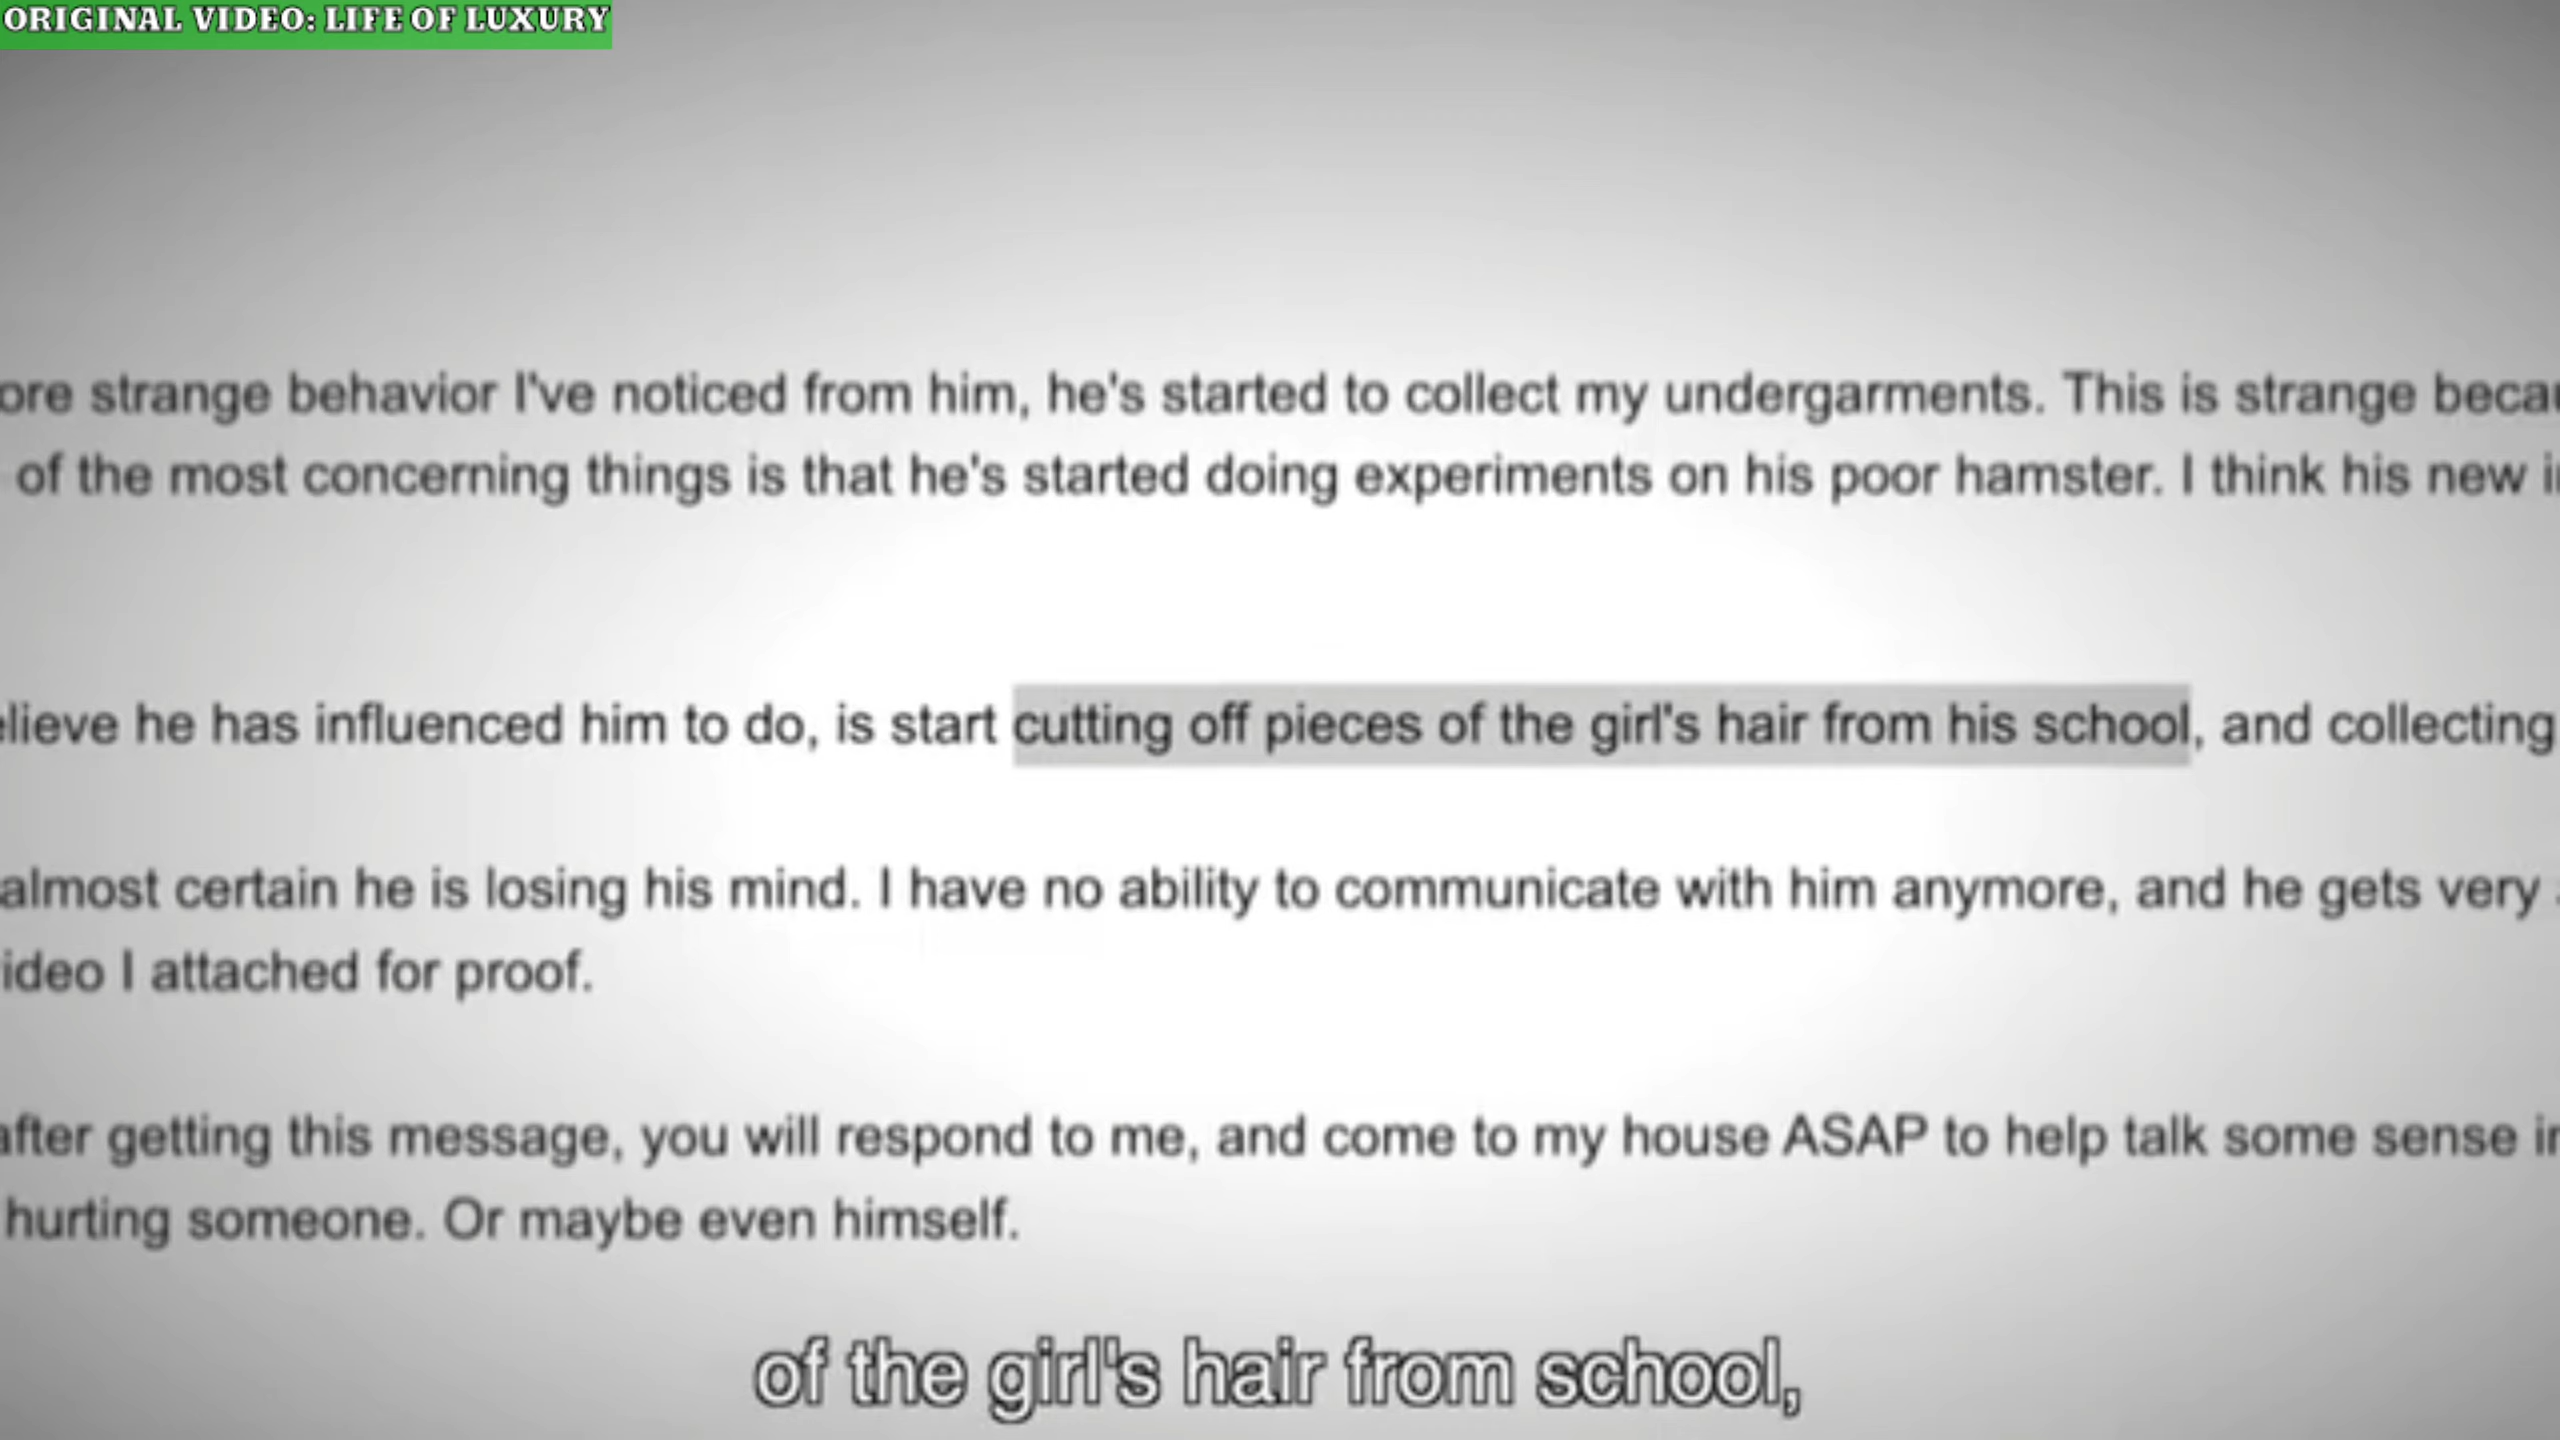 ORIGINAL VIDEO: LIFE OF LUXURY
strange behavior I've noticed from him, he's started to collect my undergarments. This is strange
of the most concerning things is that he's started doing experiments on his poor hamster. I think his new
he has influenced him to do, is start cutting off pieces of the girl's hair from his school, and collecting
almost certain he is losing his mind. I have no ability to communicate with him anymore, and he gets very
I attached for proof.
after getting this message, you will respond to me, and come to my house ASAP to help talk some sense
hurting someone. Or maybe even himself.
of the girl's hair from school,